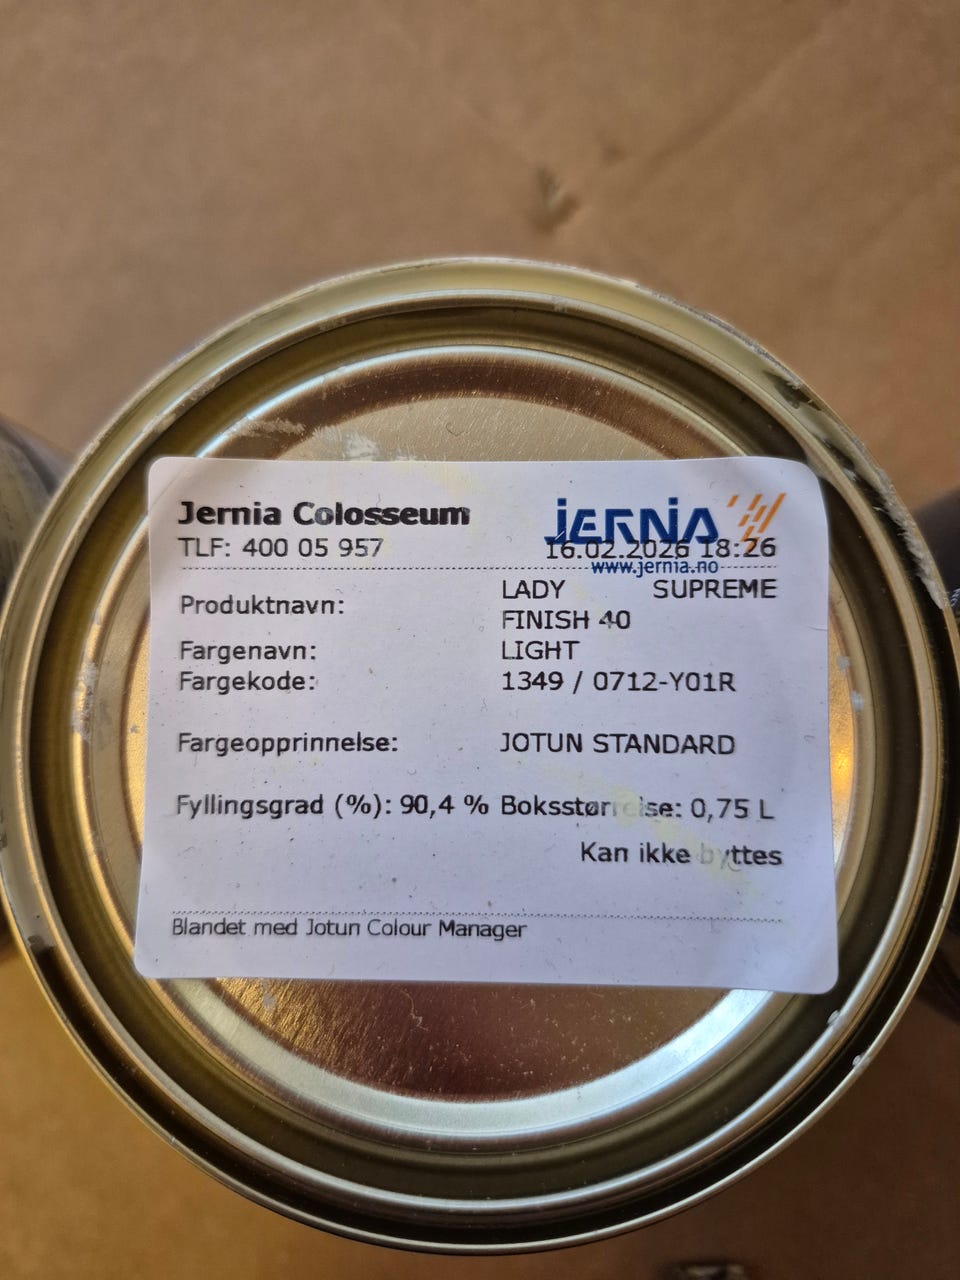 Jernia Colosseum
JERNIA
TLF: 400 05 957
16.02.2026 18:26
www.jernia.no
Produktnavn: LADY SUPREME
FINISH 40
Fargenavn: LIGHT
Fargekode: 1349 / 0712-Y01R
Fargeopprinnelse: JOTUN STANDARD
Fyllingsgrad (%): 90,4 % Boksstørrelse: 0,75 L
Kan ikke byttes
Blandet med Jotun Colour Manager